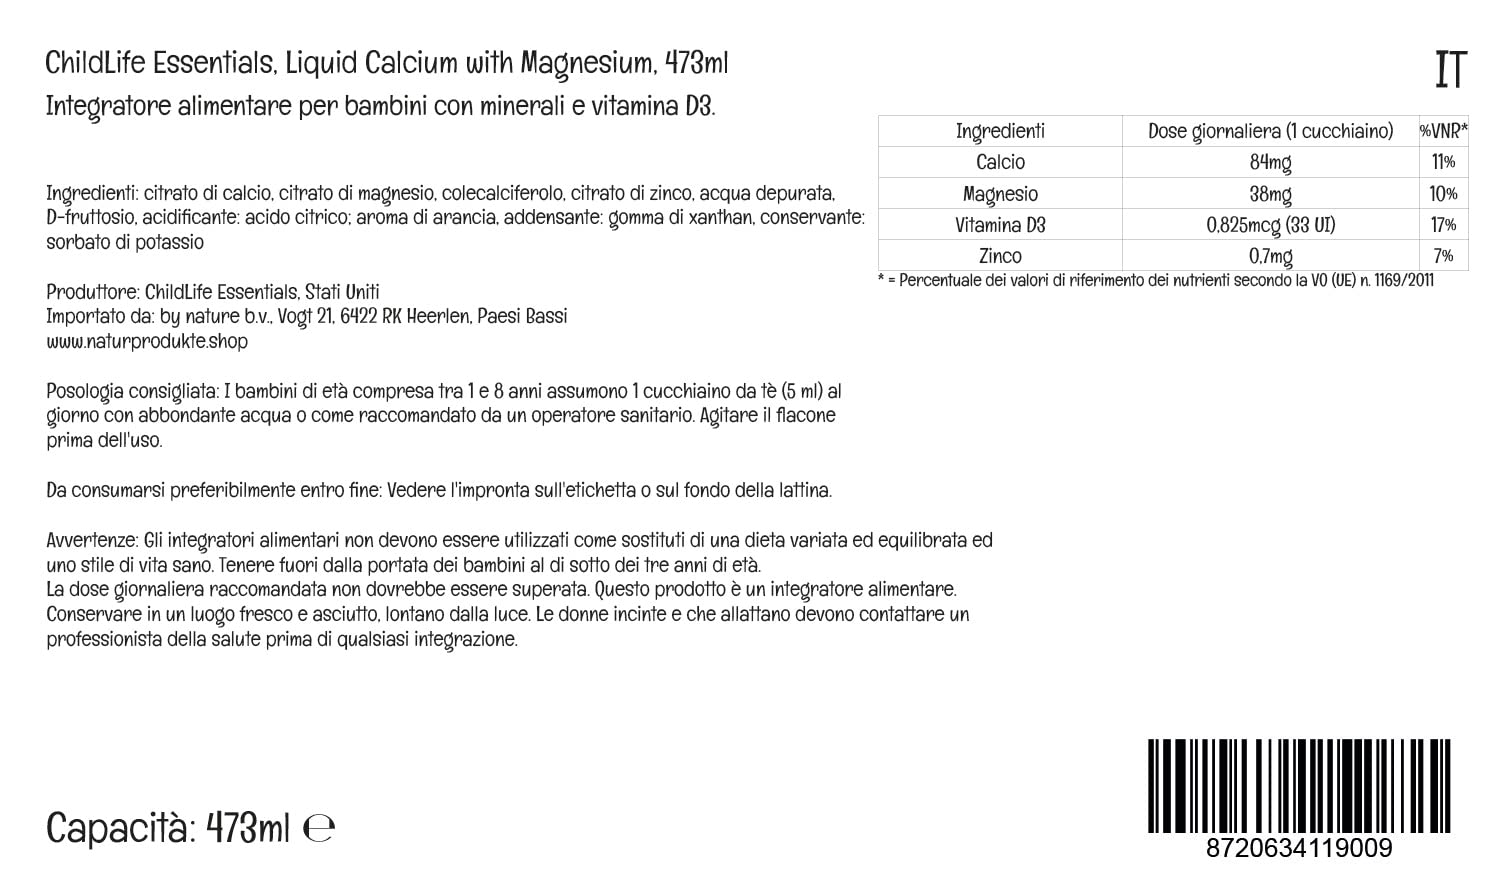 ChildLife Essentials, Liquid Calcium with Magnesium, 473ml
Integratore alimentare per bambini con minerali e vitamina D3.
IT
Ingredienti Dose giornaliera (1 cucchiaino) %VNR*
Calcio 84mg 11%
Magnesio 38mg 10%
Vitamina D3 0,825mcg (33 UI) 17%
Zinco 0,7mg 7%
* = Percentuale dei valori di riferimento dei nutrienti secondo la VO (UE) n. 1169/2011
Ingredienti: citrato di calcio, citrato di magnesio, colecalciferolo, citrato di zinco, acqua depurata,
D-fruttosio, acidificante: acido citrico; aroma di arancia, addensante: gomma di xanthan, conservante:
sorbato di potassio
Produttore: ChildLife Essentials, Stati Uniti
Importato da: by nature b.v., Vogt 21, 6422 RK Heerlen, Paesi Bassi
www.naturprodukte.shop
Posologia consigliata: I bambini di età compresa tra 1 e 8 anni assumono 1 cucchiaino da tè (5 ml) al
giorno con abbondante acqua o come raccomandato da un operatore sanitario. Agitare il flacone
prima dell'uso.
Da consumarsi preferibilmente entro fine: Vedere l'impronta sull'etichetta o sul fondo della lattina.
Avvertenze: Gli integratori alimentari non devono essere utilizzati come sostituti di una dieta variata ed equilibrata ed
uno stile di vita sano. Tenere fuori dalla portata dei bambini al di sotto dei tre anni di età.
La dose giornaliera raccomandata non dovrebbe essere superata. Questo prodotto è un integratore alimentare.
Conservare in un luogo fresco e asciutto, lontano dalla luce. Le donne incinte e che allattano devono contattare un
professionista della salute prima di qualsiasi integrazione.
Capacità: 473ml ℮
8720634119009